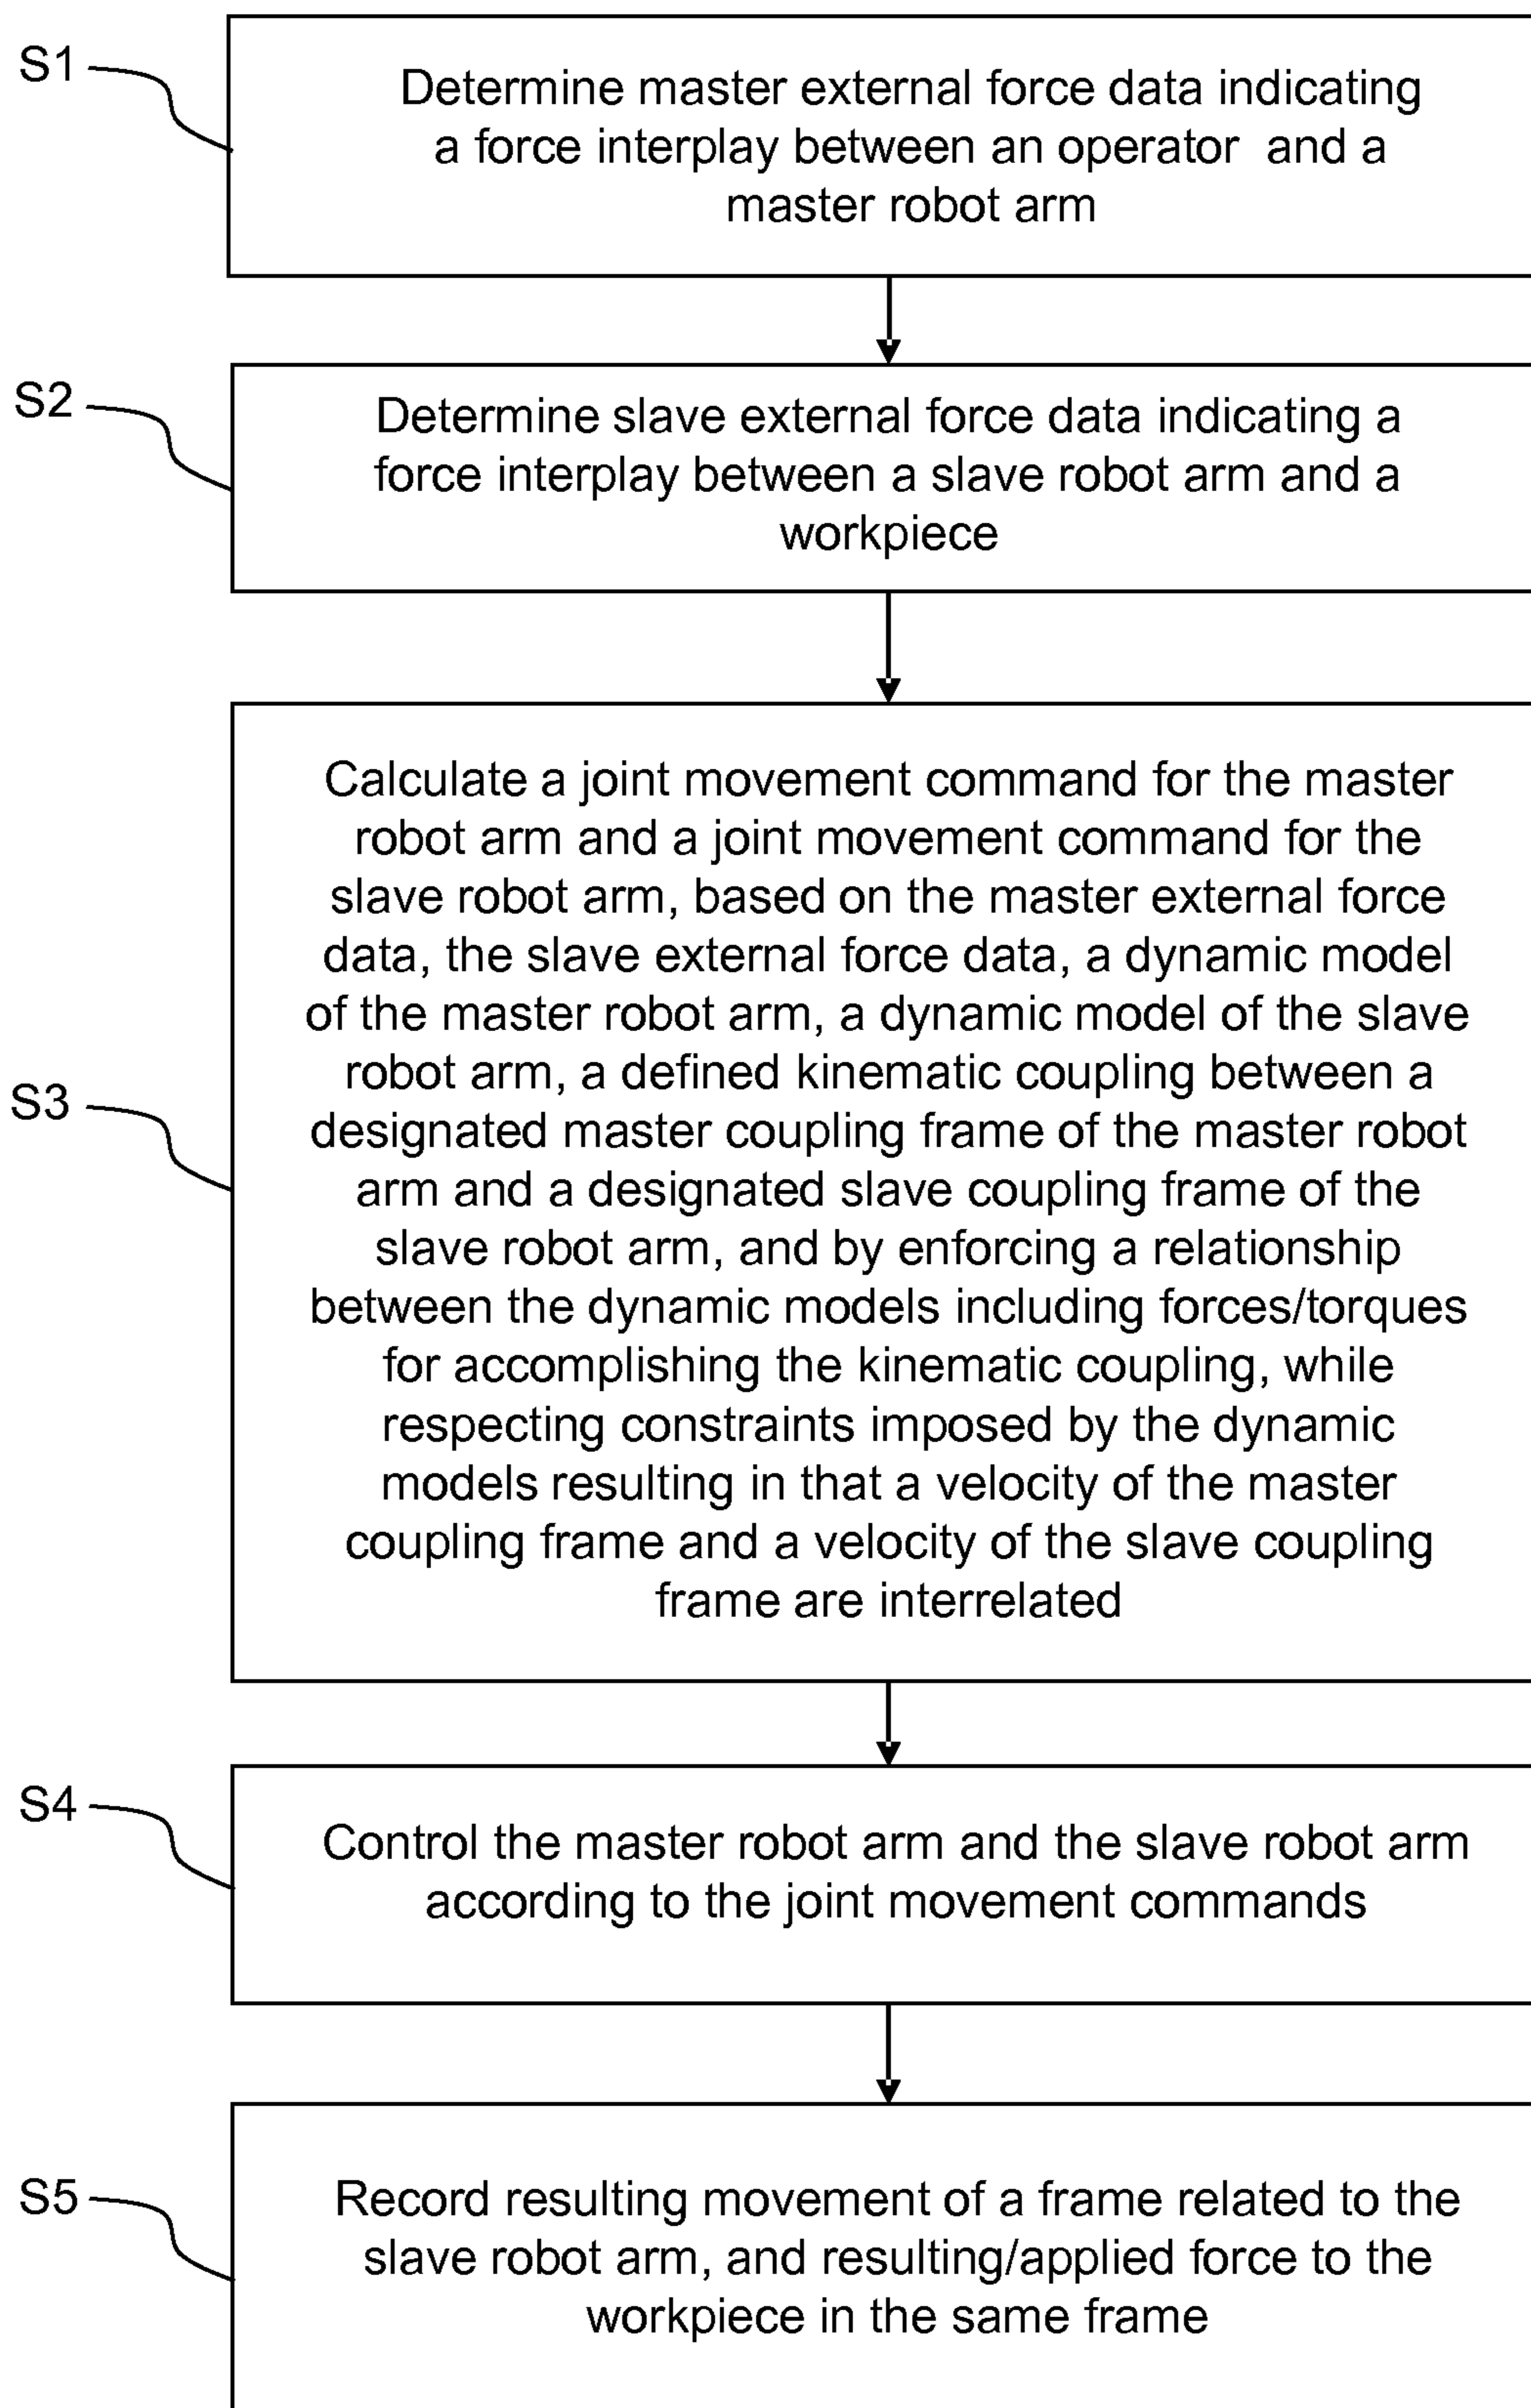 S1
Determine master external force data indicating
a force interplay between an operator and a
master robot arm
S2
Determine slave external force data indicating a
force interplay between a slave robot arm and a
workpiece
S3
Calculate a joint movement command for the master
robot arm and a joint movement command for the
slave robot arm, based on the master external force
data, the slave external force data, a dynamic model
of the master robot arm, a dynamic model of the slave
robot arm, a defined kinematic coupling between a
designated master coupling frame of the master robot
arm and a designated slave coupling frame of the
slave robot arm, and by enforcing a relationship
between the dynamic models including forces/torques
for accomplishing the kinematic coupling, while
respecting constraints imposed by the dynamic
models resulting in that a velocity of the master
coupling frame and a velocity of the slave coupling
frame are interrelated
S4
Control the master robot arm and the slave robot arm
according to the joint movement commands
S5
Record resulting movement of a frame related to the
slave robot arm, and resulting/applied force to the
workpiece in the same frame